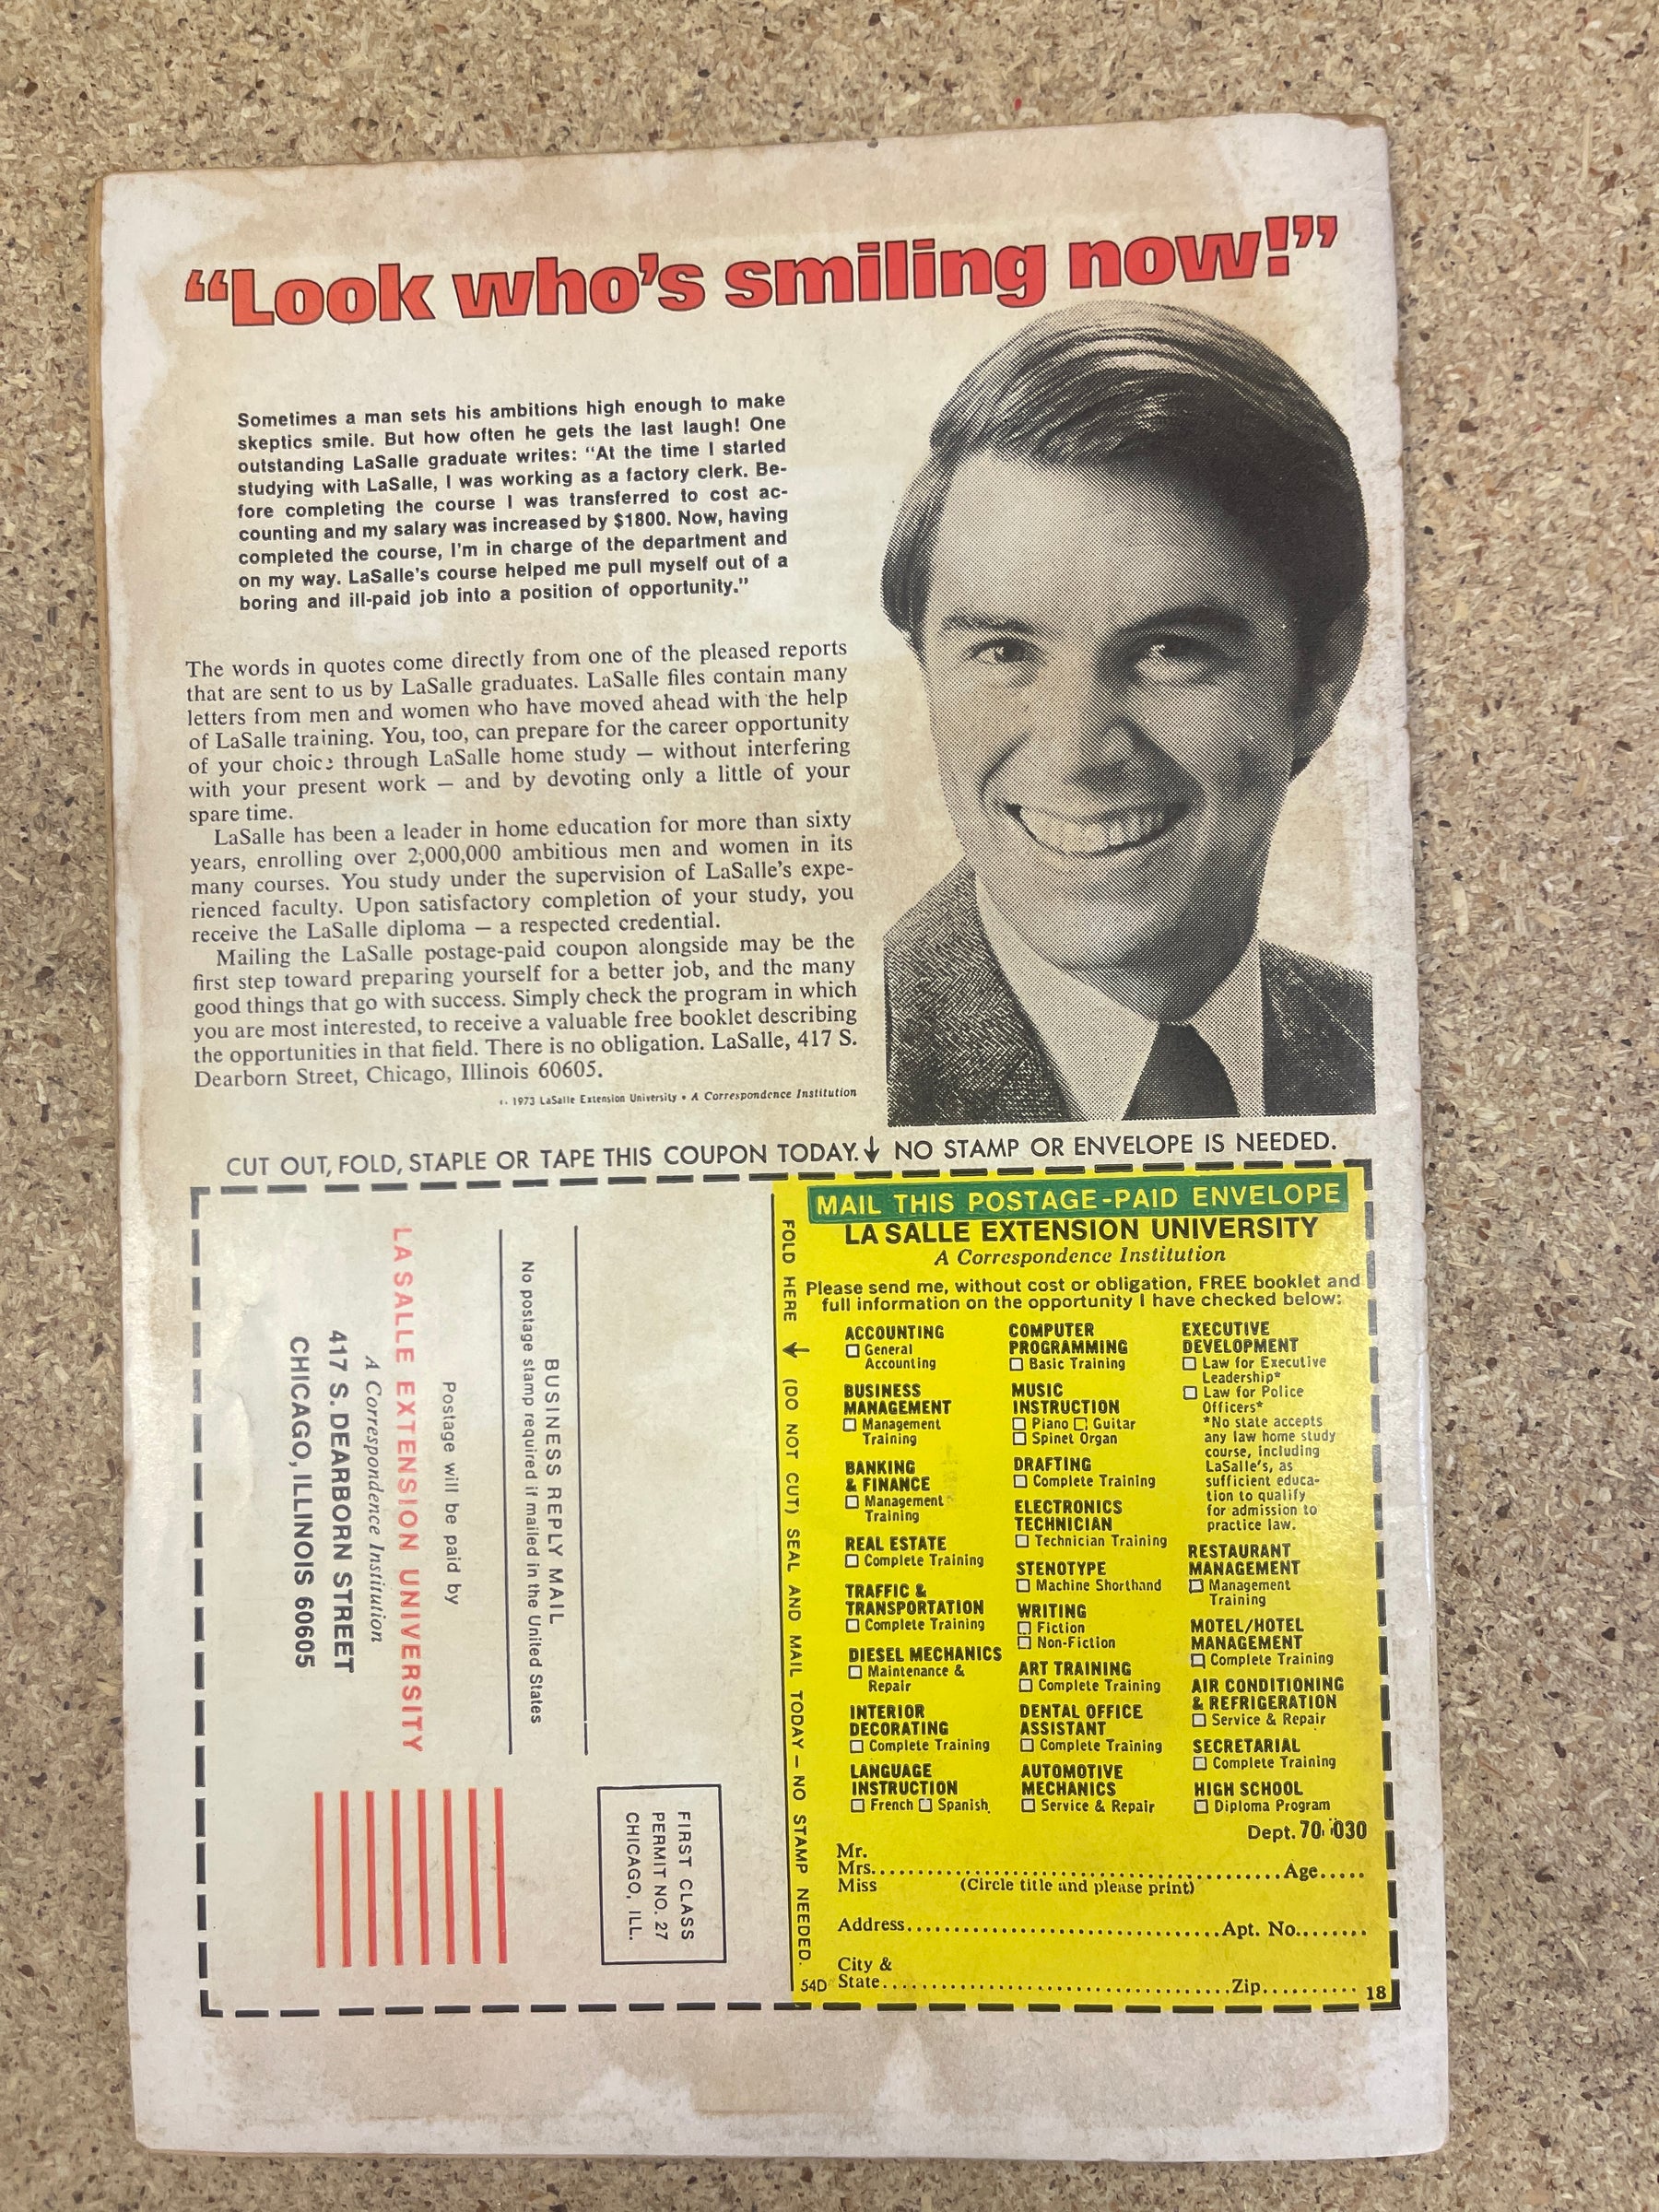 “Look who’s smiling now!”
Sometimes a man sets his ambitions high enough to make
skeptics smile. But how often he gets the last laugh! One
outstanding LaSalle graduate writes: “At the time I started
studying with LaSalle, I was working as a factory clerk. Be-
fore completing the course I was transferred to cost ac-
counting and my salary was increased by $1800. Now, having
completed the course, I’m in charge of the department and
on my way. LaSalle’s course helped me pull myself out of a
boring and ill-paid job into a position of opportunity.”
The words in quotes come directly from one of the pleased reports
that are sent to us by LaSalle graduates. LaSalle files contain many
letters from men and women who have moved ahead with the help
of LaSalle training. You, too, can prepare for the career opportunity
of your choice through LaSalle home study — without interfering
with your present work — and by devoting only a little of your
spare time.
LaSalle has been a leader in home education for more than sixty
years, enrolling over 2,000,000 ambitious men and women in its
many courses. You study under the supervision of LaSalle’s expe-
rienced faculty. Upon satisfactory completion of your study, you
receive the LaSalle diploma — a respected credential.
Mailing the LaSalle postage-paid coupon alongside may be the
first step toward preparing yourself for a better job, and the many
good things that go with success. Simply check the program in which
you are most interested, to receive a valuable free booklet describing
the opportunities in that field. There is no obligation. LaSalle, 417 S.
Dearborn Street, Chicago, Illinois 60605.
1973 LaSalle Extension University • A Correspondence Institution
CUT OUT, FOLD, STAPLE OR TAPE THIS COUPON TODAY. NO STAMP OR ENVELOPE IS NEEDED.
FIRST CLASS
PERMIT NO. 27
CHICAGO, ILL.
BUSINESS REPLY MAIL
No postage stamp required if mailed in the United States
Postage will be paid by
LA SALLE EXTENSION UNIVERSITY
A Correspondence Institution
417 S. DEARBORN STREET
CHICAGO, ILLINOIS 60605
FOLD HERE (DO NOT CUT) SEAL AND MAIL TODAY — NO STAMP NEEDED.
MAIL THIS POSTAGE-PAID ENVELOPE
LA SALLE EXTENSION UNIVERSITY
A Correspondence Institution
Please send me, without cost or obligation, FREE booklet and
full information on the opportunity I have checked below:
ACCOUNTING
General
Accounting
BUSINESS
MANAGEMENT
Management
Training
BANKING
& FINANCE
Management
Training
REAL ESTATE
Complete Training
TRAFFIC &
TRANSPORTATION
Complete Training
DIESEL MECHANICS
Maintenance &
Repair
INTERIOR
DECORATING
Complete Training
LANGUAGE
INSTRUCTION
French Spanish
COMPUTER
PROGRAMMING
Basic Training
MUSIC
INSTRUCTION
Piano Guitar
Spinet Organ
DRAFTING
Complete Training
ELECTRONICS
TECHNICIAN
Technician Training
STENOTYPE
Machine Shorthand
WRITING
Fiction
Non-Fiction
ART TRAINING
Complete Training
DENTAL OFFICE
ASSISTANT
Complete Training
AUTOMOTIVE
MECHANICS
Service & Repair
EXECUTIVE
DEVELOPMENT
Law for Executive
Leadership*
Law for Police
Officers*
*No state accepts
any law home study
course, including
LaSalle’s, as
sufficient educa-
tion to qualify
for admission to
practice law.
RESTAURANT
MANAGEMENT
Management
Training
MOTEL/HOTEL
MANAGEMENT
Complete Training
AIR CONDITIONING
& REFRIGERATION
Service & Repair
SECRETARIAL
Complete Training
HIGH SCHOOL
Diploma Program
Dept. 70-030
Mr.
Mrs. Age
Miss (Circle title and please print)
Address Apt. No.
City &
State Zip
54D
18